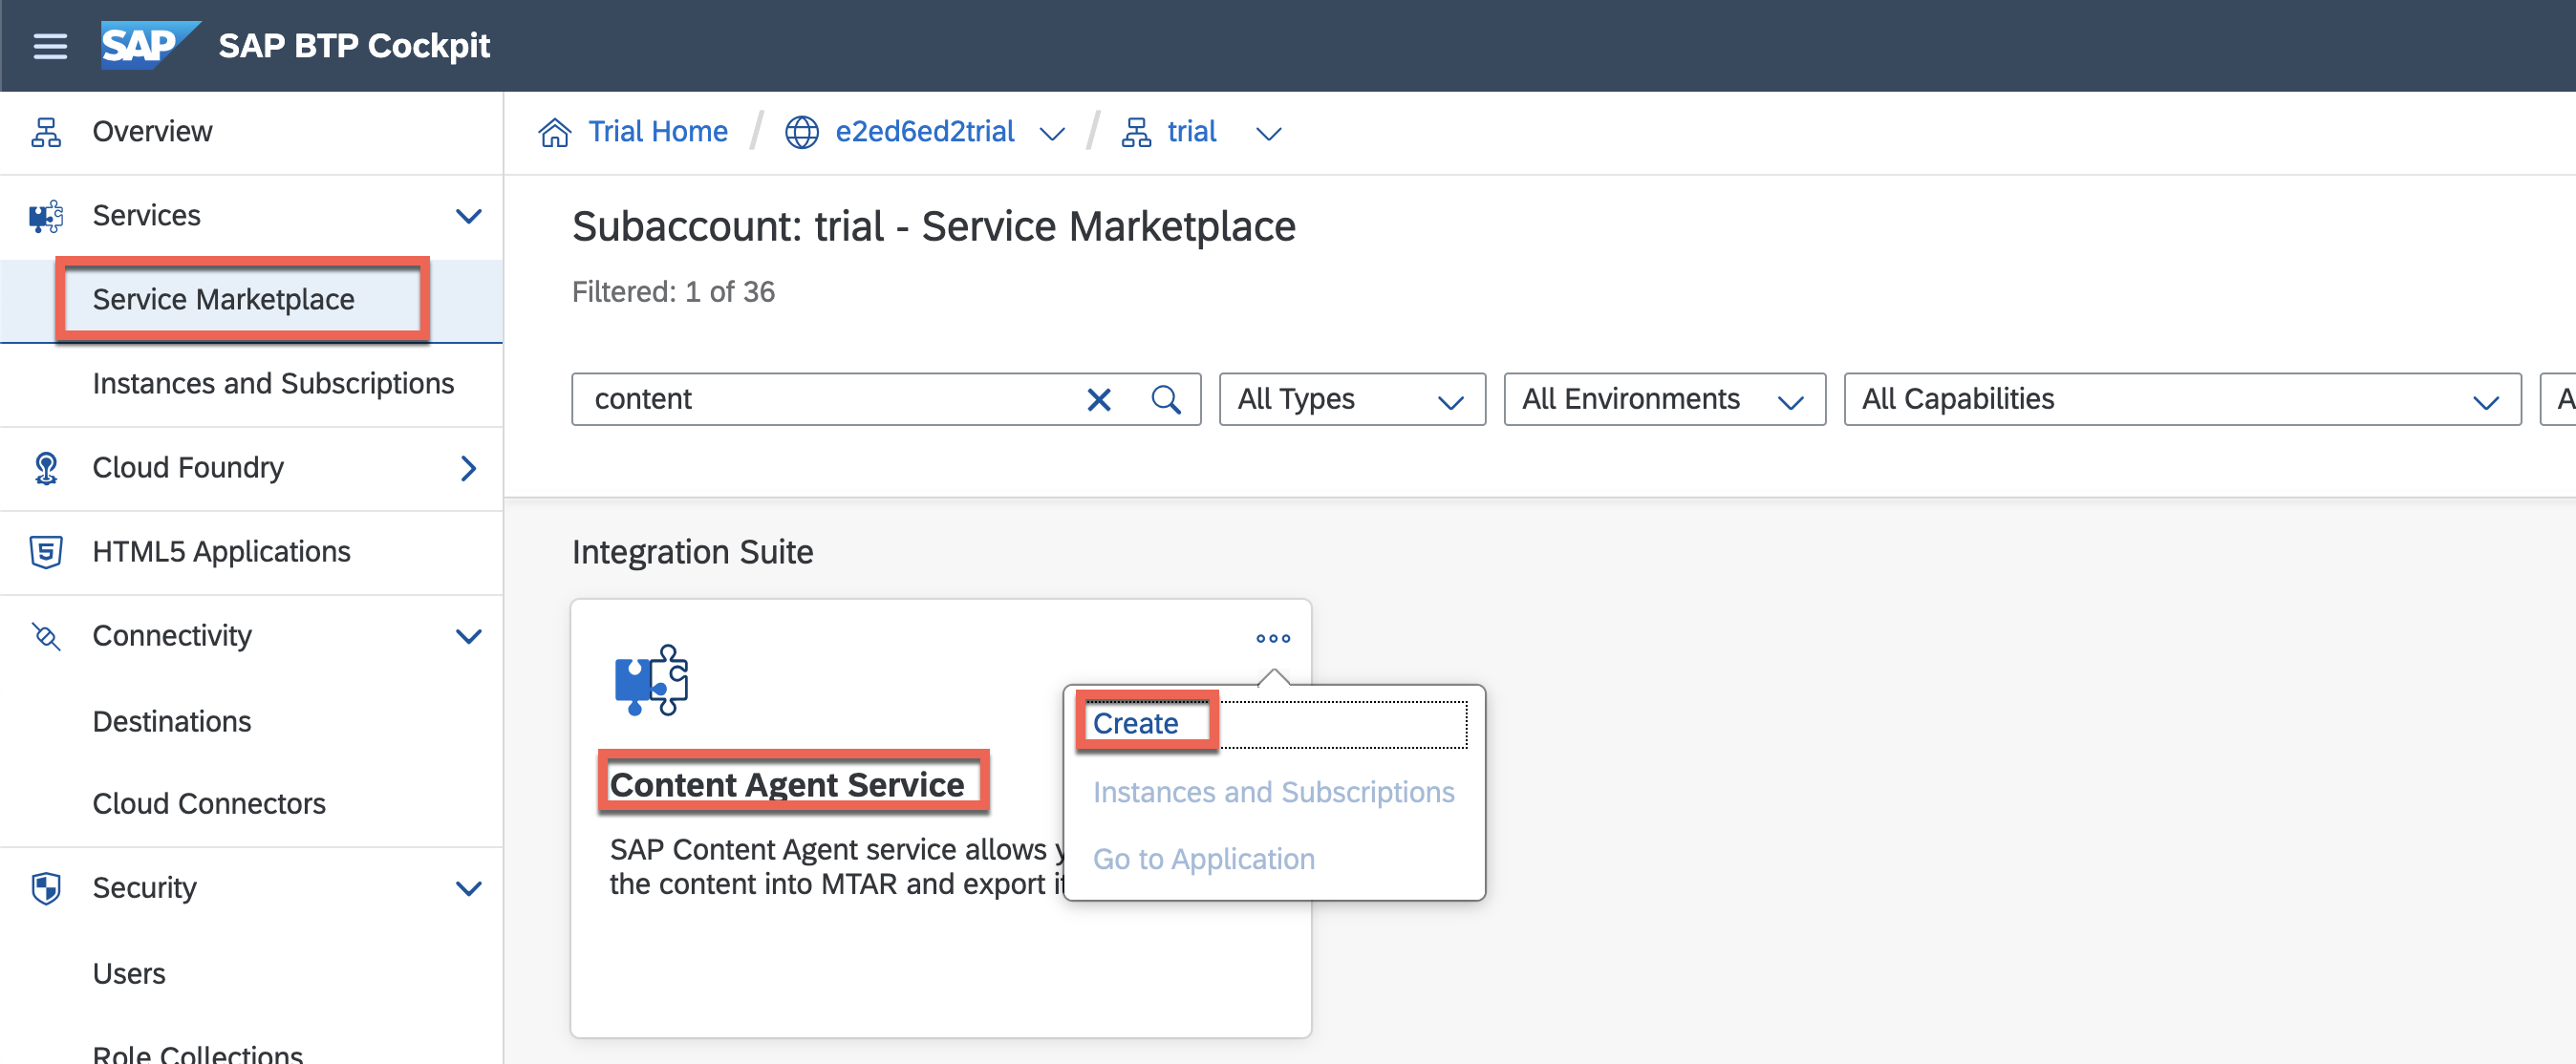 SAP SAP BTP Cockpit
Overview
Services
Service Marketplace
Instances and Subscriptions
Cloud Foundry
HTML5 Applications
Connectivity
Destinations
Cloud Connectors
Security
Users
Role Collections
Trial Home / e2ed6ed2trial / trial
Subaccount: trial - Service Marketplace
Filtered: 1 of 36
content
All Types
All Environments
All Capabilities
A
Integration Suite
Content Agent Service
SAP Content Agent service allows
the content into MTAR and export
Create
Instances and Subscriptions
Go to Application